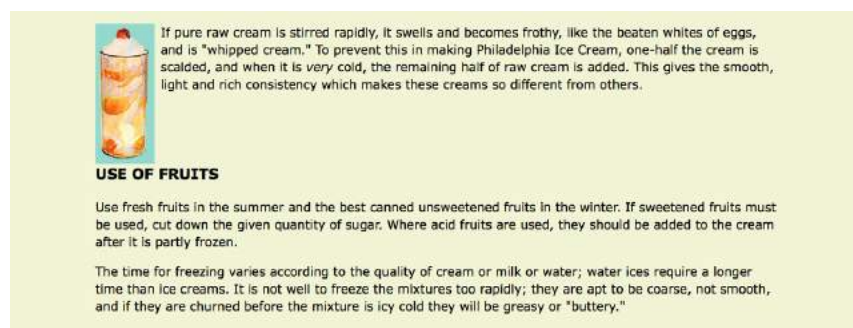 If pure raw cream is stirred rapidly, it swells and becomes frothy, like the beaten whites of eggs,
and is "whipped cream." To prevent this in making Philadelphia Ice Cream, one-half the cream is
scalded, and when it is very cold, the remaining half of raw cream is added. This gives the smooth,
light and rich consistency which makes these creams so different from others.
USE OF FRUITS
Use fresh fruits in the summer and the best canned unsweetened fruits in the winter. If sweetened fruits must
be used, cut down the given quantity of sugar. Where acid fruits are used, they should be added to the cream
after it is partly frozen.
The time for freezing varies according to the quality of cream or milk or water; water ices require a longer
time than ice creams. It is not well to freeze the mixtures too rapidly; they are apt to be coarse, not smooth,
and if they are churned before the mixture is icy cold they will be greasy or "buttery."